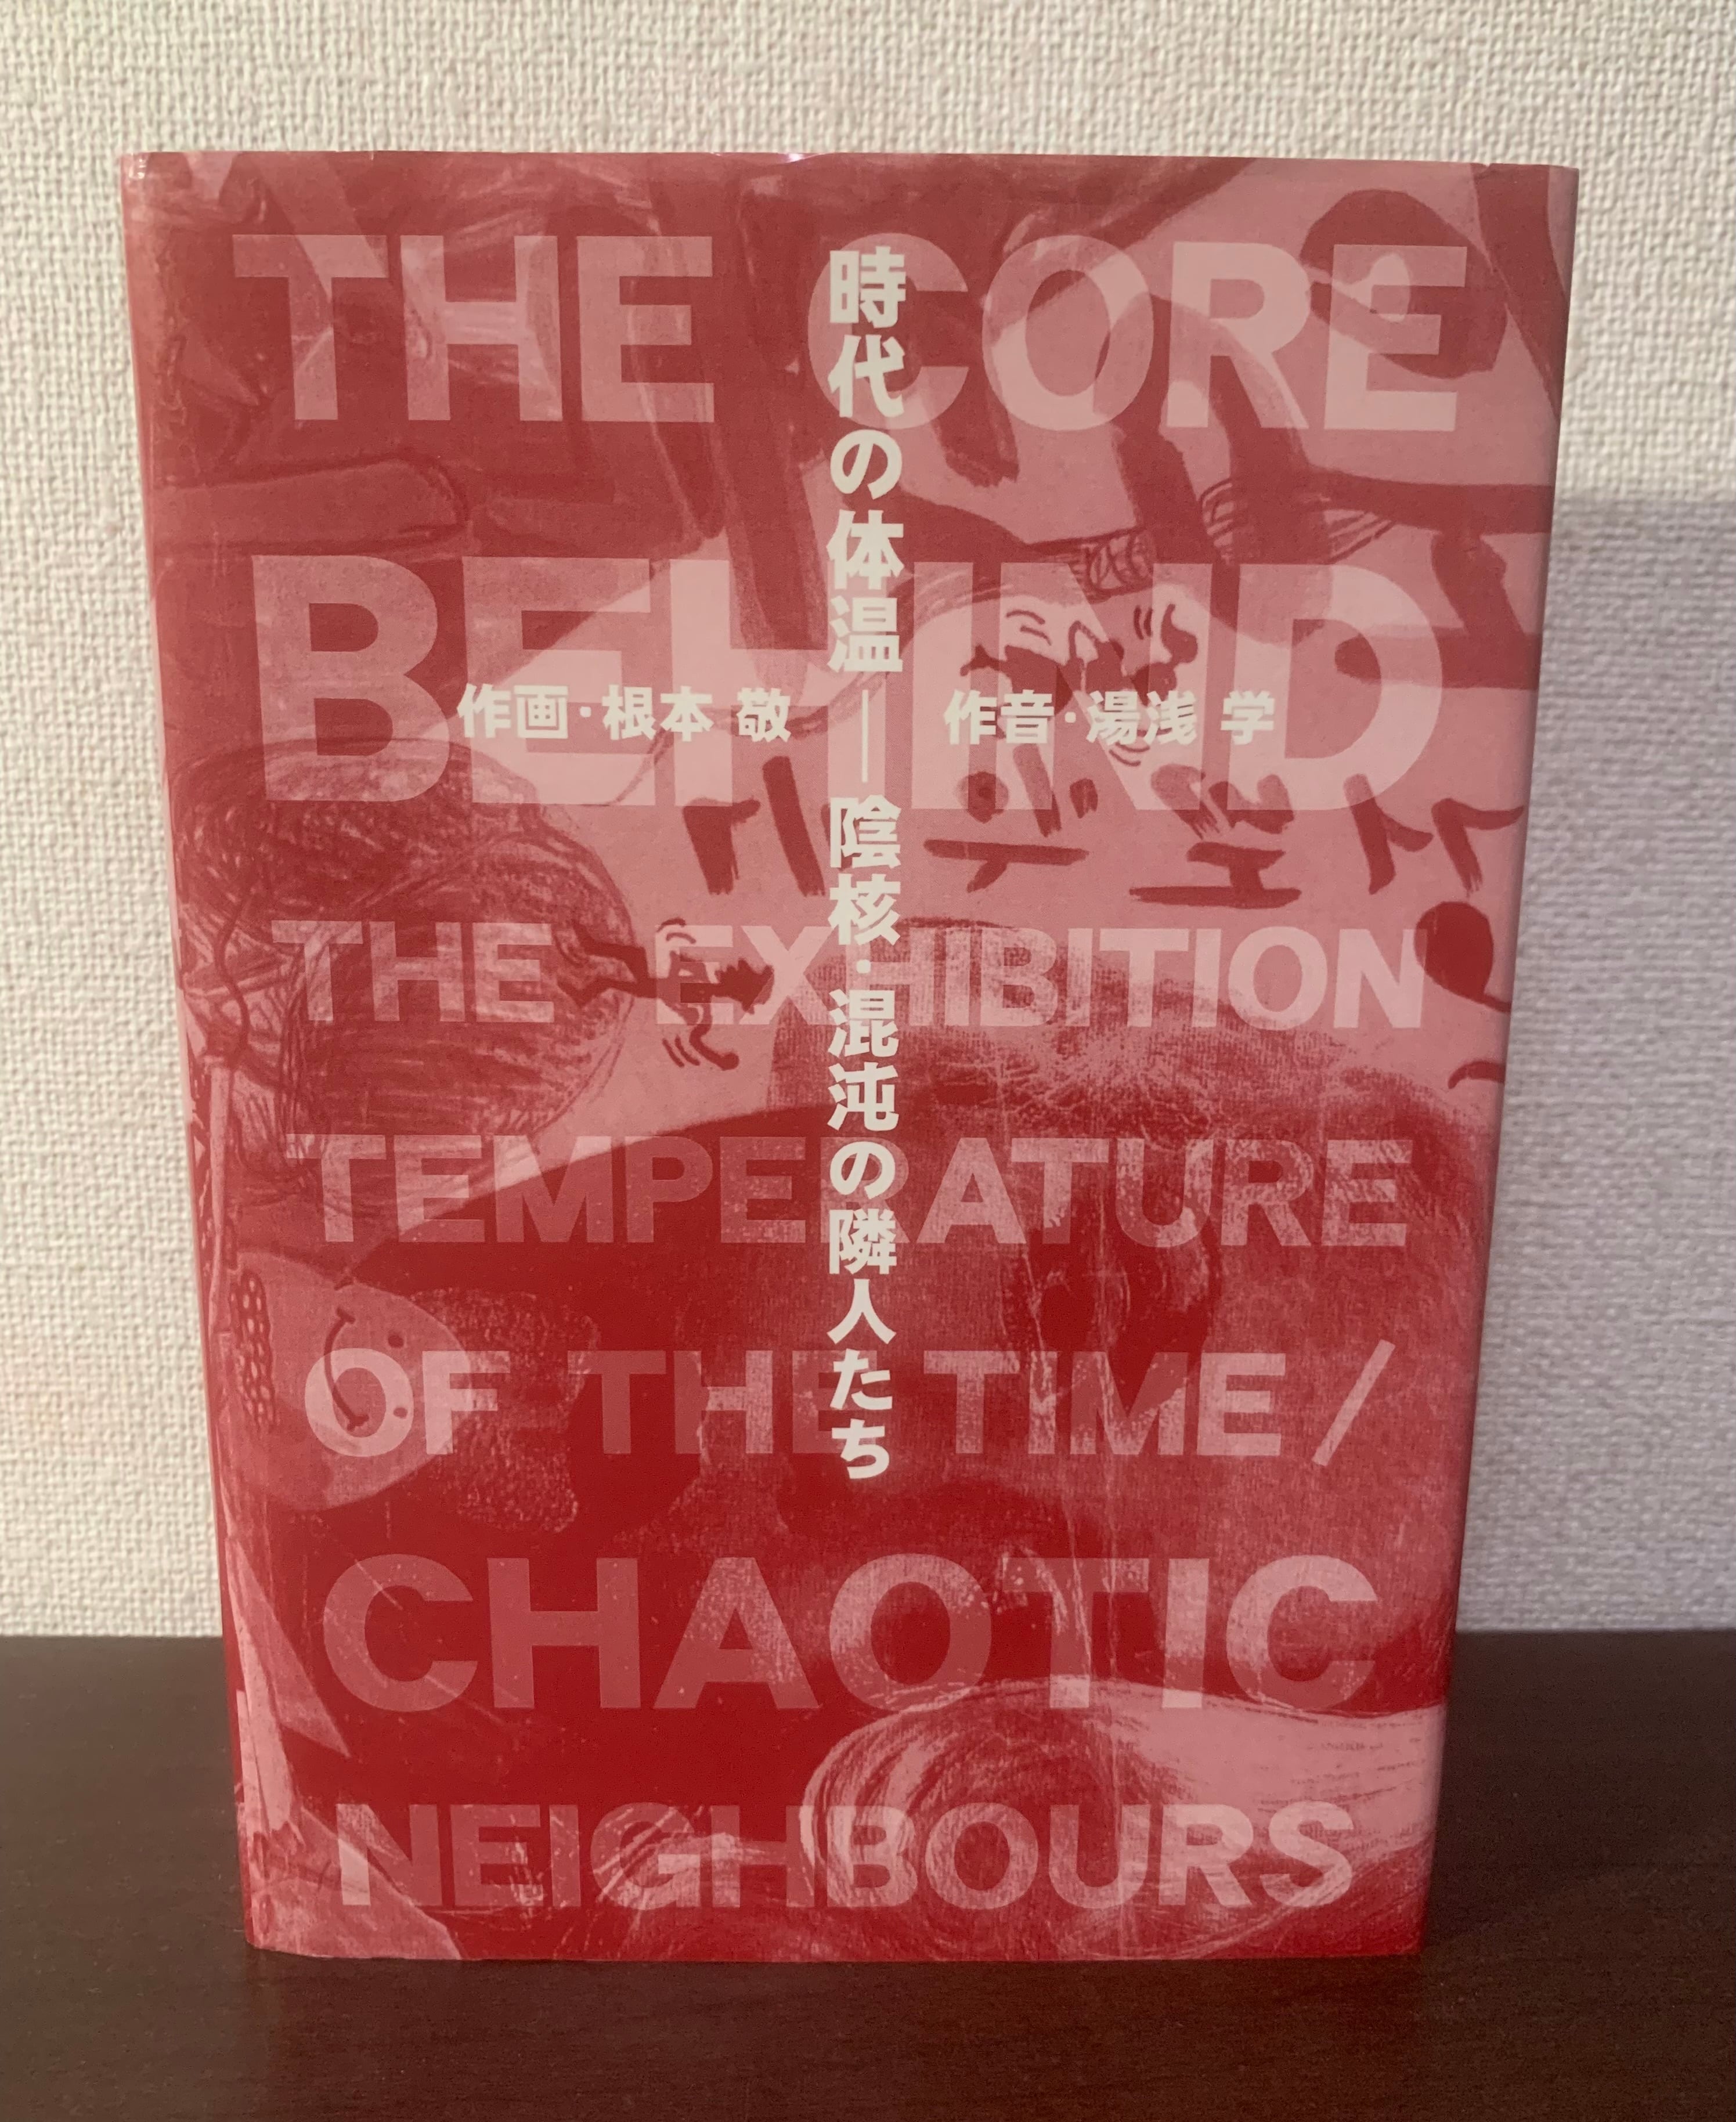 THE CORE
BEHIND
THE EXHIBITION
TEMPERATURE
OF THE TIME /
CHAOTIC
NEIGHBOURS
時代の体温——陰核・混沌の隣人たち
作画・根本 敬
作音・湯浅 学